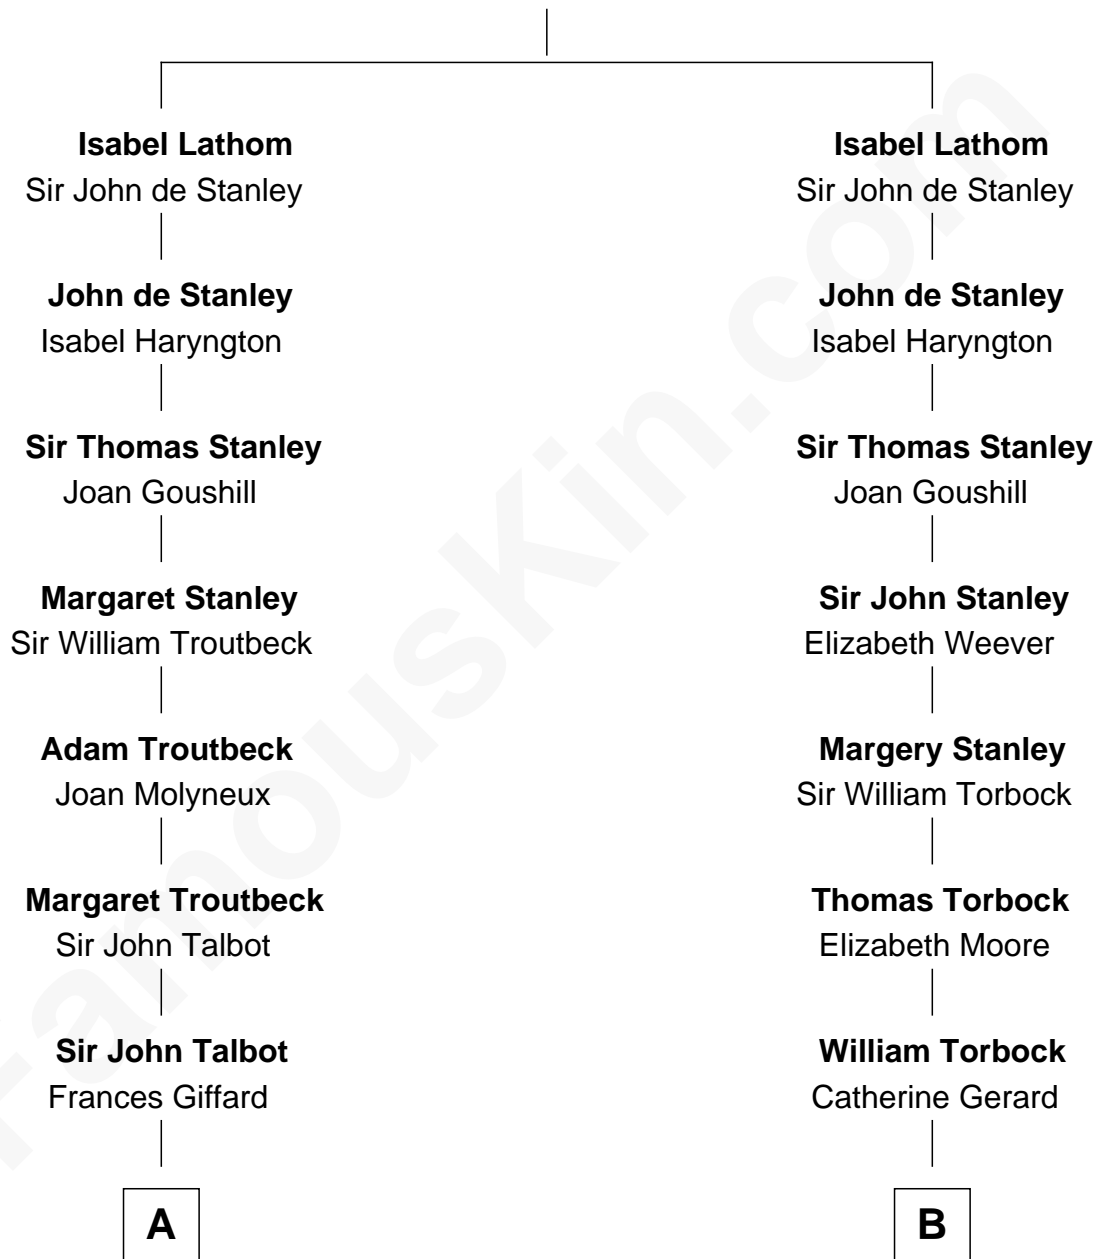 Isabel Lathom
Sir John de Stanley
John de Stanley
Isabel Haryngton
Sir Thomas Stanley
Joan Goushill
Margaret Stanley
Sir William Troutbeck
Adam Troutbeck
Joan Molyneux
Margaret Troutbeck
Sir John Talbot
Sir John Talbot
Frances Giffard
A
Isabel Lathom
Sir John de Stanley
John de Stanley
Isabel Haryngton
Sir Thomas Stanley
Joan Goushill
Sir John Stanley
Elizabeth Weever
Margery Stanley
Sir William Torbock
Thomas Torbock
Elizabeth Moore
William Torbock
Catherine Gerard
B
FamousKin.com